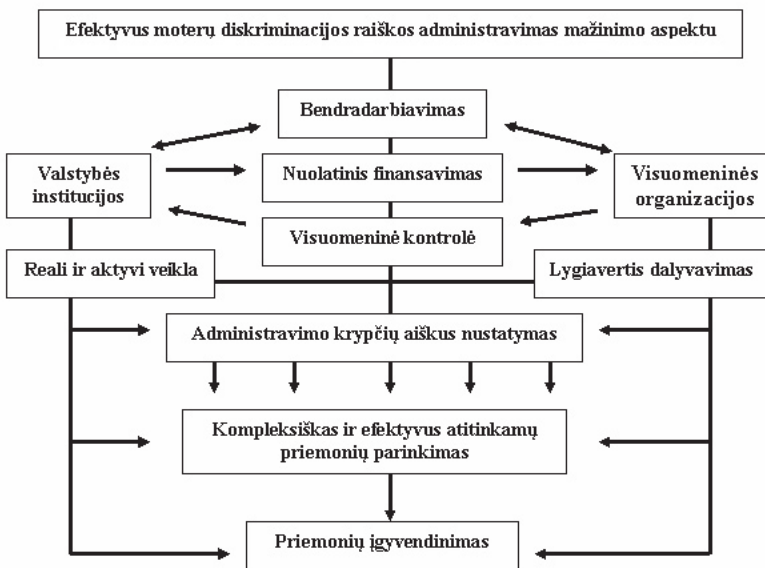 Efektyvus moterų diskriminacijos raiškos administravimas mažinimo aspektu
Bendradarbiavimas
Valstybės
institucijos
Nuolatinis finansavimas
Visuomeninės
organizacijos
Visuomeninė kontrolė
Reali ir aktyvi veikla
Lygiavertis dalyvavimas
Administravimo krypčių aiškus nustatymas
Kompleksiškas ir efektyvus atitinkamų
priemonių parinkimas
Priemonių įgyvendinimas